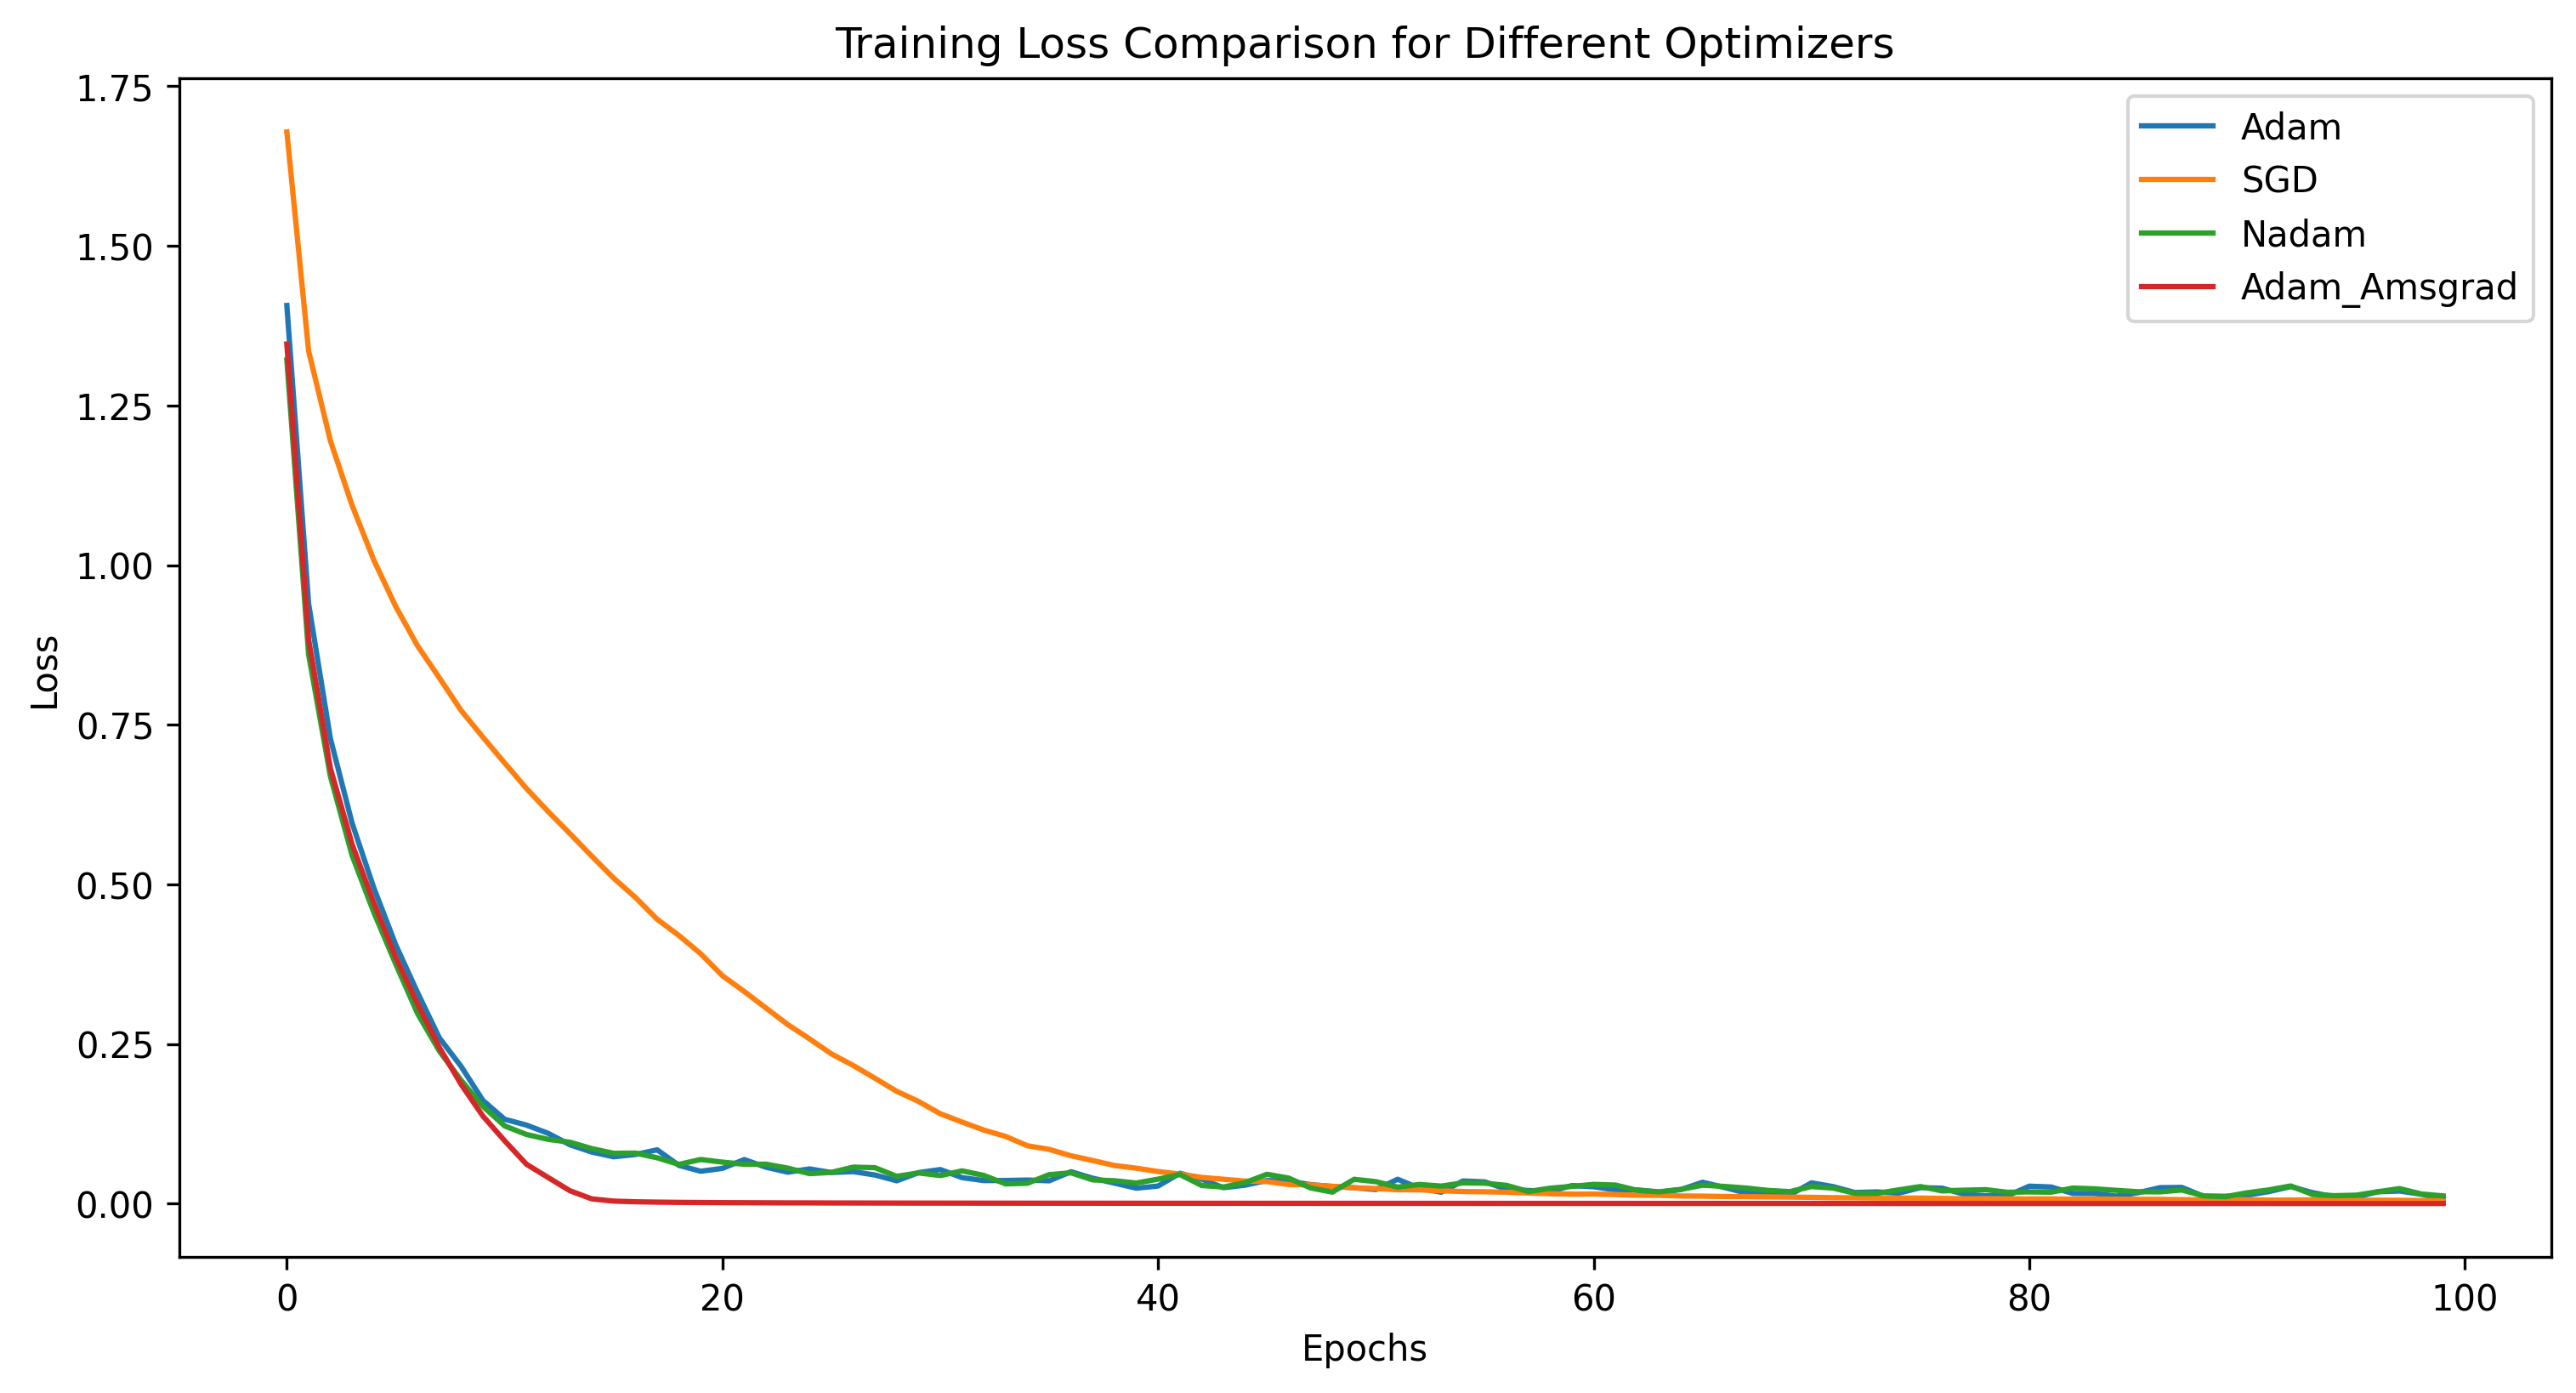 Training Loss Comparison for Different Optimizers
1.75
1.50
1.25
1.00
0.75
0.50
0.25
0.00
Loss
Adam
SGD
Nadam
Adam_Amsgrad
0 20 40 60 80 100
Epochs